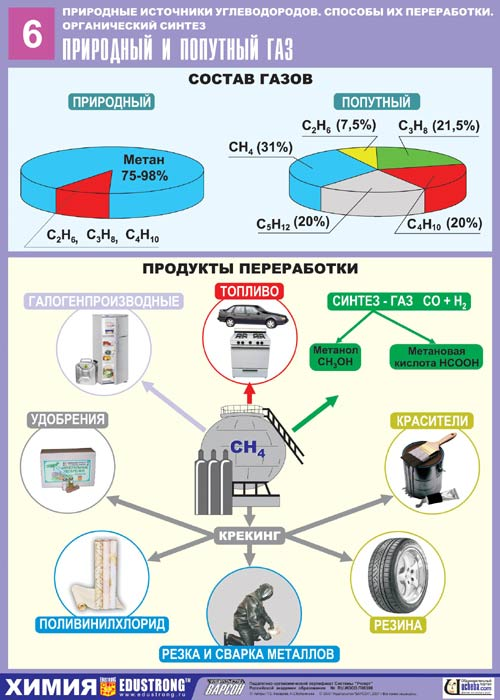 6
ПРИРОДНЫЕ ИСТОЧНИКИ УГЛЕВОДОРОДОВ. СПОСОБЫ ИХ ПЕРЕРАБОТКИ.
ОРГАНИЧЕСКИЙ СИНТЕЗ
ПРИРОДНЫЙ И ПОПУТНЫЙ ГАЗ
СОСТАВ ГАЗОВ
ПРИРОДНЫЙ
ПОПУТНЫЙ
Метан
75-98%
C₂H₆, C₃H₈, C₄H₁₀
C₂H₆ (7,5%)
C₃H₈ (21,5%)
CH₄ (31%)
C₅H₁₂ (20%)
C₄H₁₀ (20%)
ПРОДУКТЫ ПЕРЕРАБОТКИ
ГАЛОГЕНПРОИЗВОДНЫЕ
ТОПЛИВО
СИНТЕЗ - ГАЗ CO + H₂
Метанол
CH₃OH
Метановая
кислота HCOOH
УДОБРЕНИЯ
CH₄
КРАСИТЕЛИ
КРЕКИНГ
ПОЛИВИНИЛХЛОРИД
РЕЗИНА
РЕЗКА И СВАРКА МЕТАЛЛОВ
ХИМИЯ
EDUSTRONG™
www.edustrong.ru
ВАРСОН